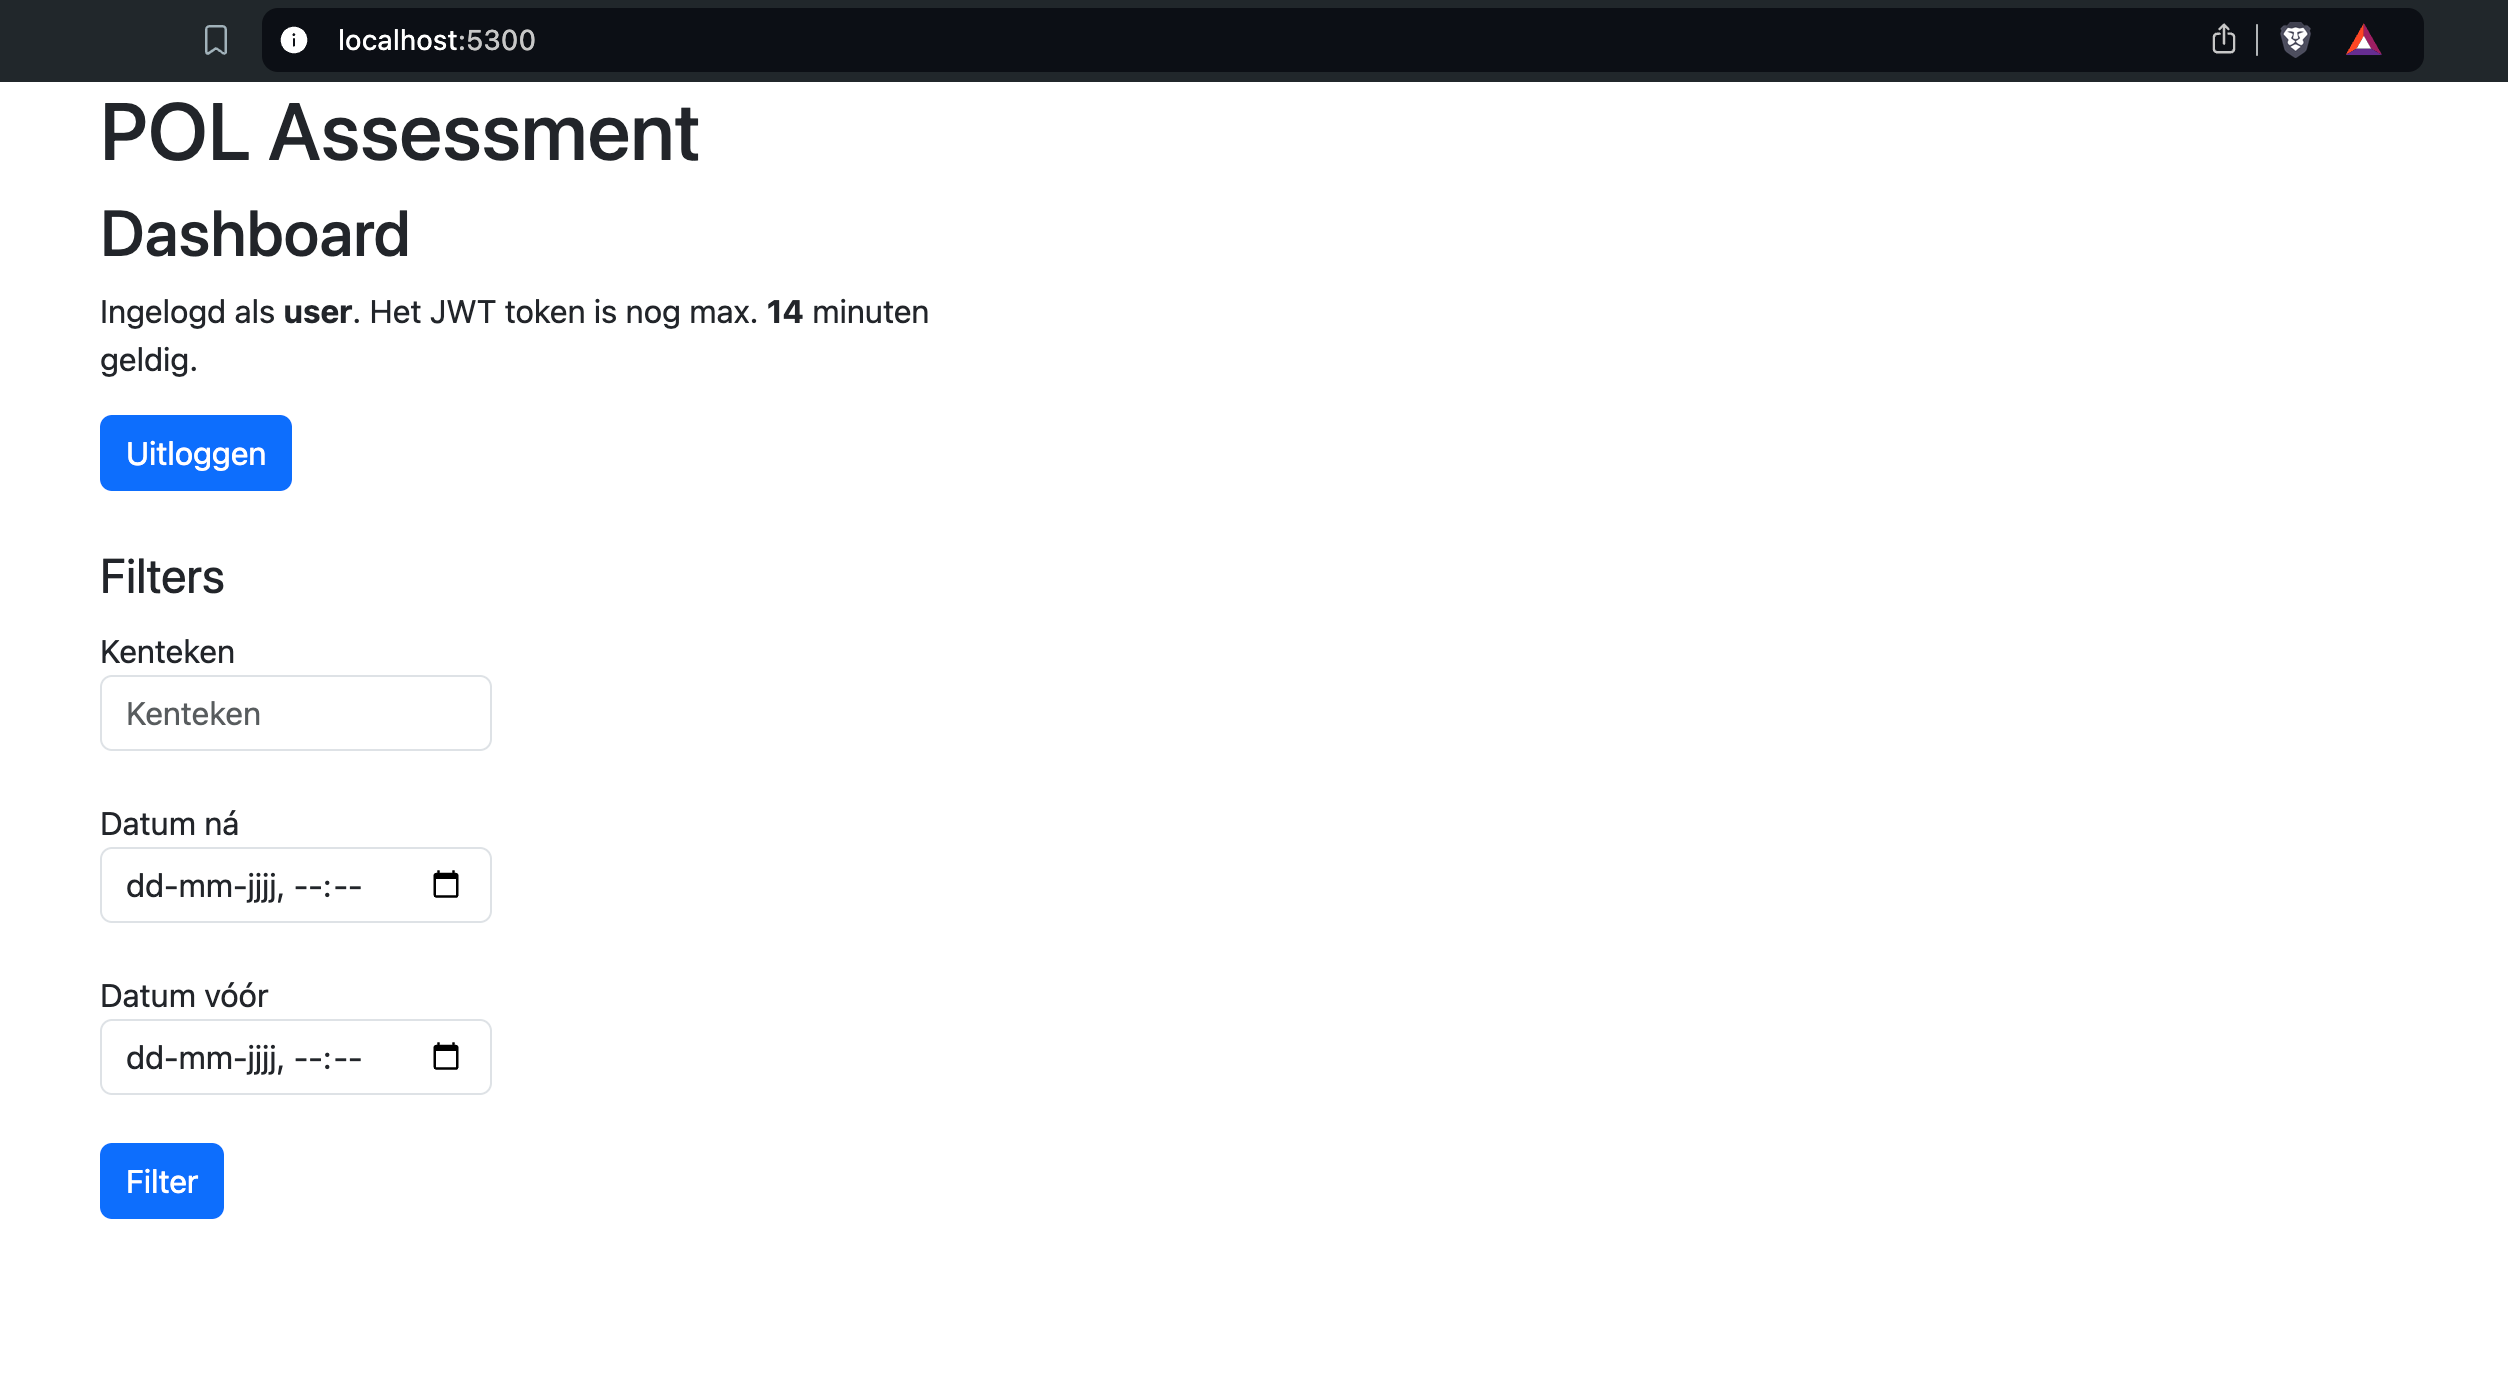 localhost:5300
POL Assessment
Dashboard
Ingelogd als user. Het JWT token is nog max. 14 minuten
geldig.
Uitloggen
Filters
Kenteken
Kenteken
Datum ná
dd-mm-jjjj, --:--
Datum vóór
dd-mm-jjjj, --:--
Filter